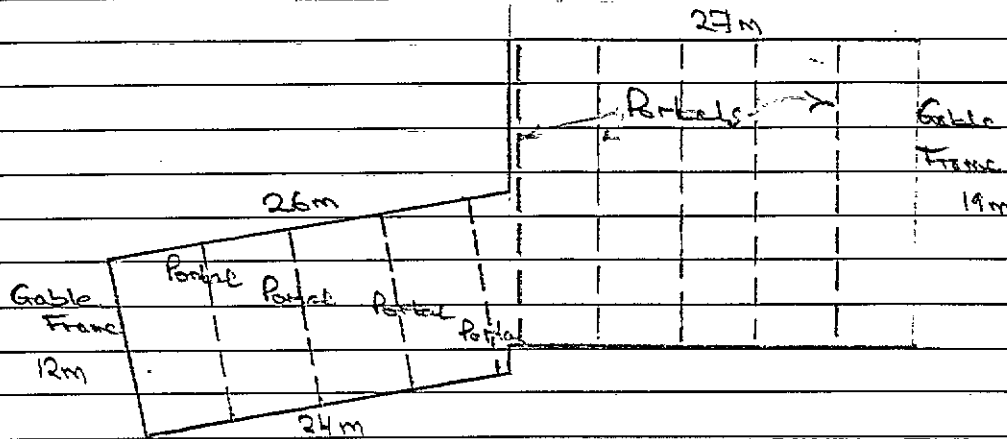 27m
Portals
Gable
Frame
19m
26m
Portal
Portal
Portal
Portal
Gable
Frame
12m
24m